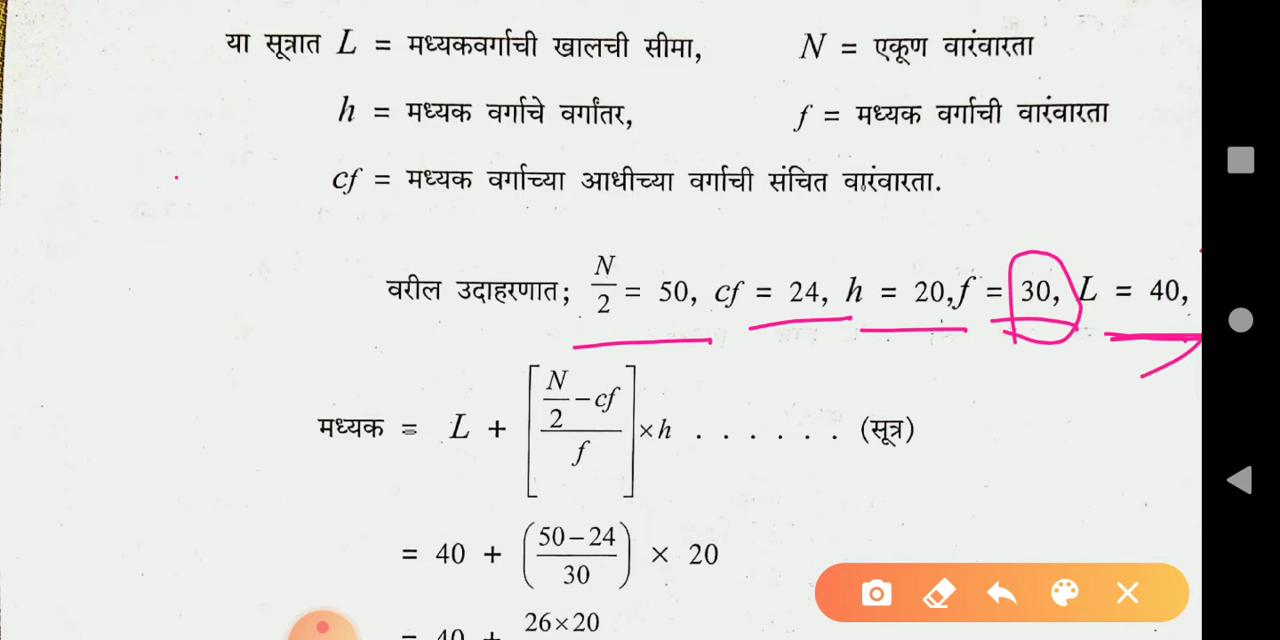 या सूत्रात L = मध्यकवर्गाची खालची सीमा, N = एकूण वारंवारता
h = मध्यक वर्गाचे वर्गांतर, f = मध्यक वर्गाची वारंवारता
cf = मध्यक वर्गाच्या आधीच्या वर्गाची संचित वारंवारता.
वरील उदाहरणात; N/2 = 50, cf = 24, h = 20, f = 30, L = 40,
मध्यक = L + [(N/2 - cf)/f] × h . . . . . . (सूत्र)
= 40 + ((50 - 24)/30) × 20
= 40 + 26×20